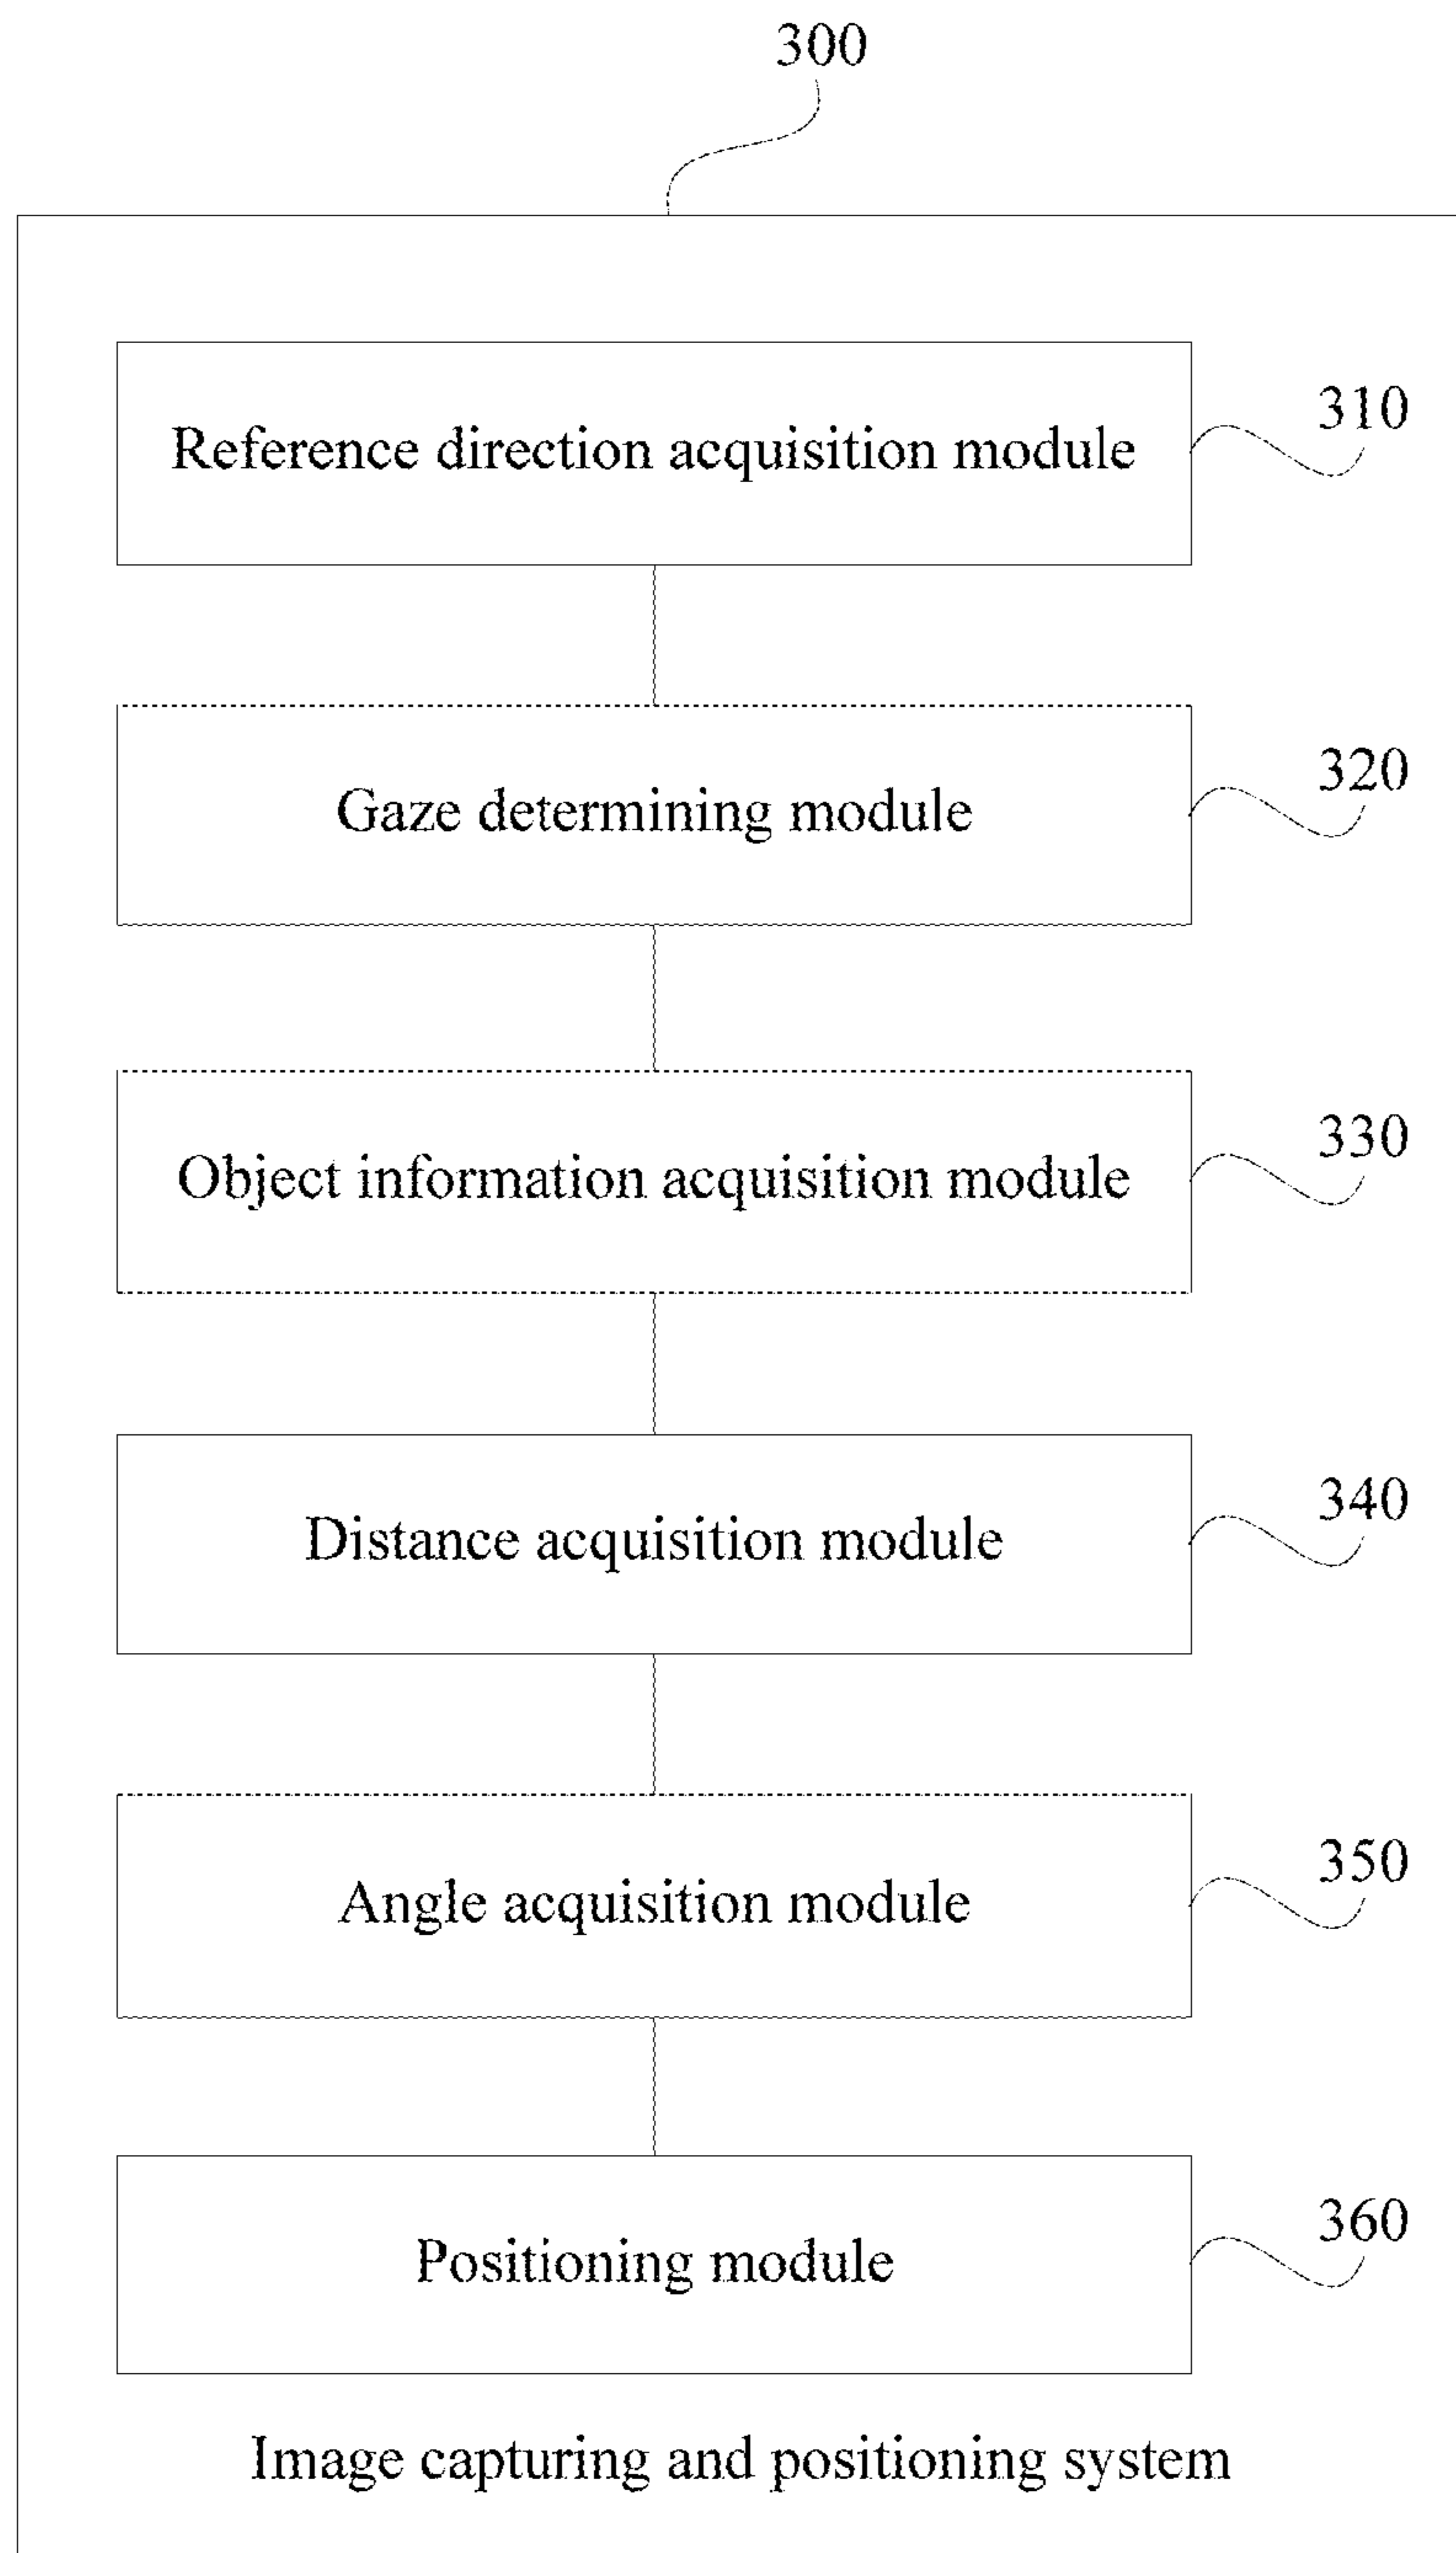 300
Reference direction acquisition module
310
Gaze determining module
320
Object information acquisition module
330
Distance acquisition module
340
Angle acquisition module
350
Positioning module
360
Image capturing and positioning system